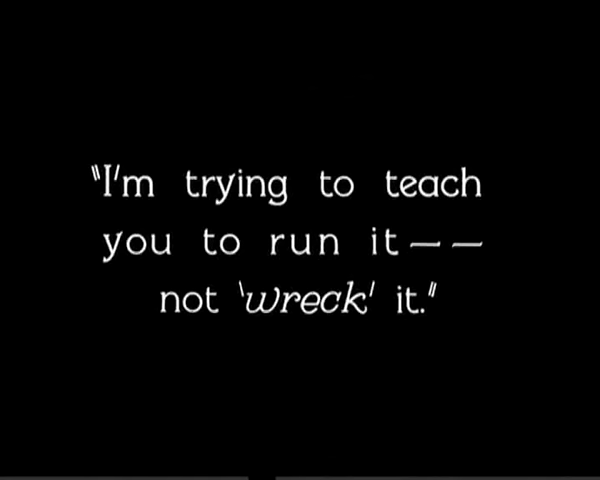 "I'm trying to teach
you to run it——
not 'wreck' it."